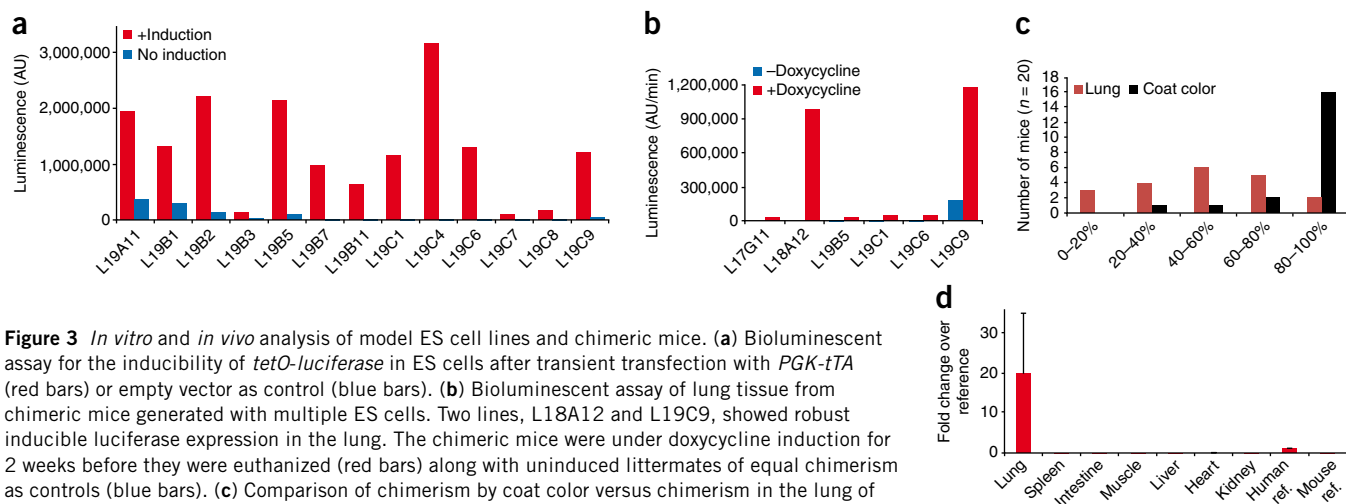 a
+Induction
No induction
Luminescence (AU)
3,000,000
2,000,000
1,000,000
0
L19A11
L19B1
L19B2
L19B3
L19B5
L19B7
L19B11
L19C1
L19C4
L19C6
L19C7
L19C8
L19C9
b
–Doxycycline
+Doxycycline
Luminescence (AU/min)
1,200,000
900,000
300,000
0
L17G11
L18A12
L19B5
L19C1
L19C6
L19C9
c
Lung
Coat color
Number of mice (n = 20)
18
16
14
12
10
8
6
4
2
0
0–20%
20–40%
40–60%
60–80%
80–100%
d
Fold change over
reference
30
20
10
0
Lung
Spleen
Intestine
Muscle
Liver
Heart
Kidney
Human
ref.
Mouse
ref.
Figure 3 In vitro and in vivo analysis of model ES cell lines and chimeric mice. (a) Bioluminescent
assay for the inducibility of tetO-luciferase in ES cells after transient transfection with PGK-tTA
(red bars) or empty vector as control (blue bars). (b) Bioluminescent assay of lung tissue from
chimeric mice generated with multiple ES cells. Two lines, L18A12 and L19C9, showed robust
inducible luciferase expression in the lung. The chimeric mice were under doxycycline induction for
2 weeks before they were euthanized (red bars) along with uninduced littermates of equal chimerism
as controls (blue bars). (c) Comparison of chimerism by coat color versus chimerism in the lung of